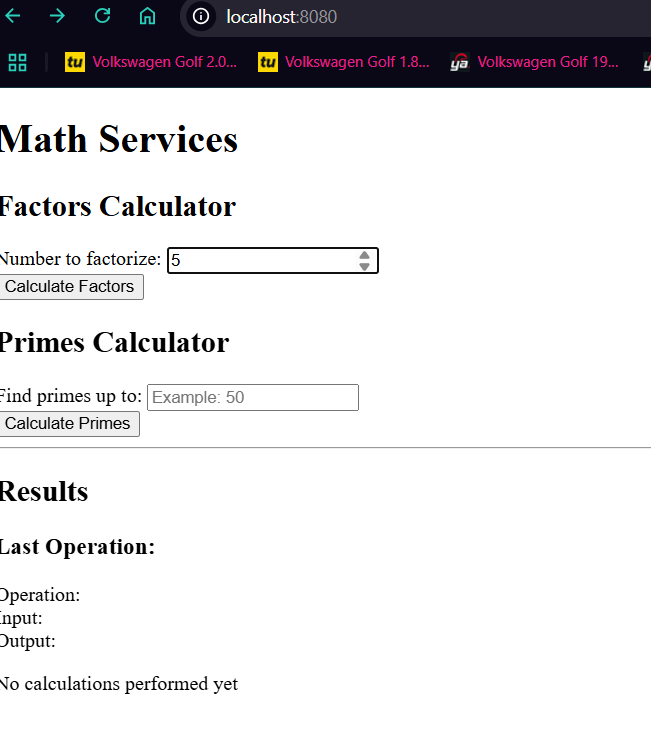 localhost:8080
tu Volkswagen Golf 2.0... tu Volkswagen Golf 1.8... ya Volkswagen Golf 19...
Math Services
Factors Calculator
Number to factorize: 5
Calculate Factors
Primes Calculator
Find primes up to: Example: 50
Calculate Primes
Results
Last Operation:
Operation:
Input:
Output:
No calculations performed yet